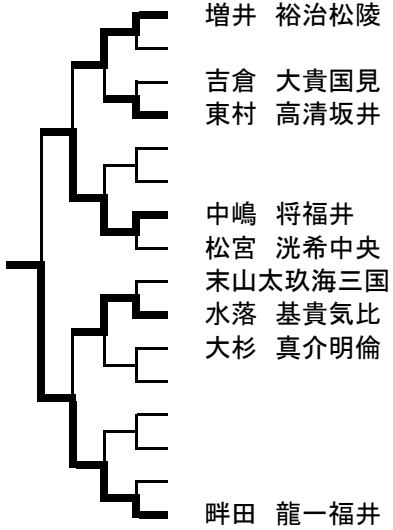 増井 裕治松陵
吉倉 大貴国見
東村 高清坂井
中嶋 将福井
松宮 洸希中央
末山太玖海三国
水落 基貴気比
大杉 真介明倫
畔田 龍一福井